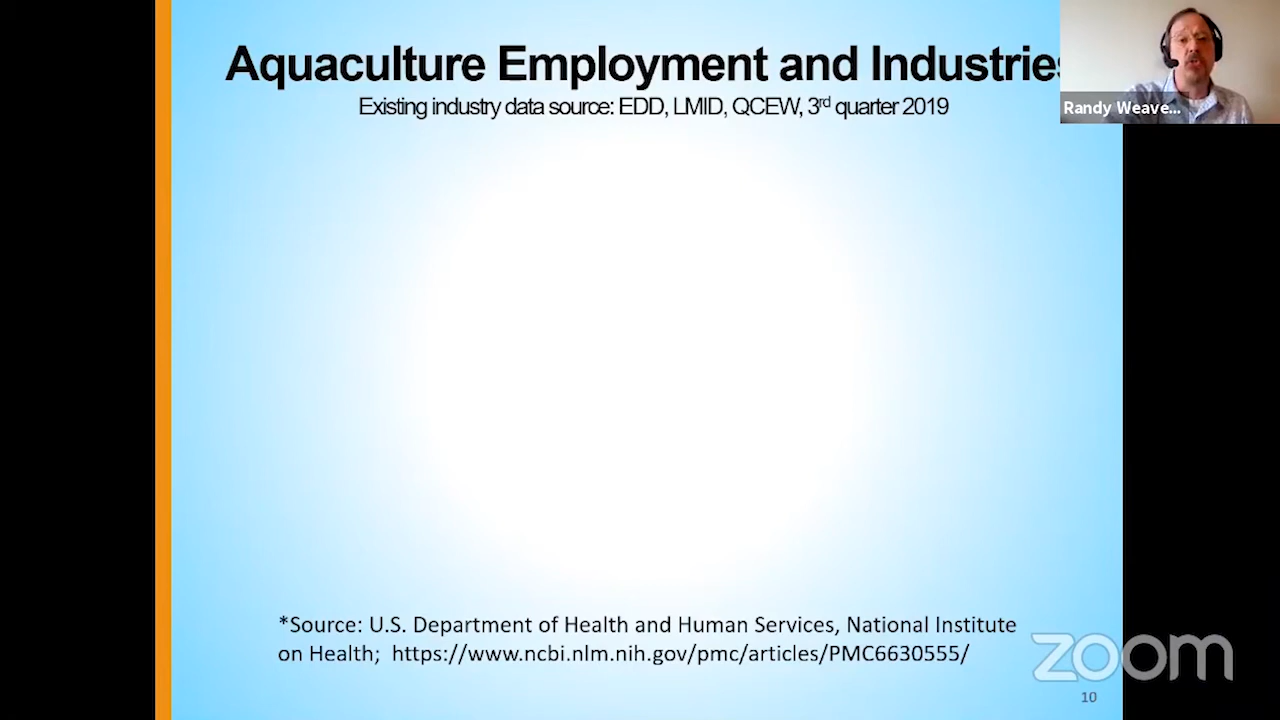 Aquaculture Employment and Industries
Existing industry data source: EDD, LMID, QCEW, 3rd quarter 2019
Randy Weave...
*Source: U.S. Department of Health and Human Services, National Institute
on Health; https://www.ncbi.nlm.nih.gov/pmc/articles/PMC6630555/
zoom
10